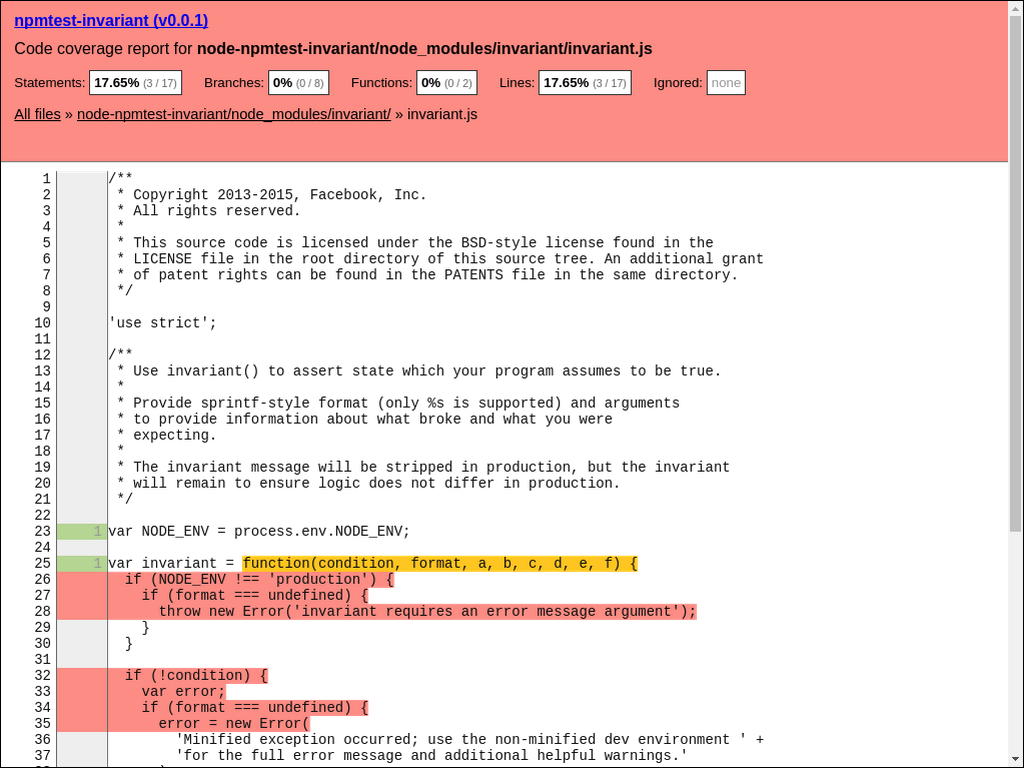 npmtest-invariant (v0.0.1)
Code coverage report for node-npmtest-invariant/node_modules/invariant/invariant.js
Statements: 17.65% (3 / 17) Branches: 0% (0 / 8) Functions: 0% (0 / 2) Lines: 17.65% (3 / 17) Ignored: none
All files » node-npmtest-invariant/node_modules/invariant/ » invariant.js
1 /**
2  * Copyright 2013-2015, Facebook, Inc.
3  * All rights reserved.
4  *
5  * This source code is licensed under the BSD-style license found in the
6  * LICENSE file in the root directory of this source tree. An additional grant
7  * of patent rights can be found in the PATENTS file in the same directory.
8  */
9
10 'use strict';
11
12 /**
13  * Use invariant() to assert state which your program assumes to be true.
14  *
15  * Provide sprintf-style format (only %s is supported) and arguments
16  * to provide information about what broke and what you were
17  * expecting.
18  *
19  * The invariant message will be stripped in production, but the invariant
20  * will remain to ensure logic does not differ in production.
21  */
22
23 1 var NODE_ENV = process.env.NODE_ENV;
24
25 1 var invariant = function(condition, format, a, b, c, d, e, f) {
26   if (NODE_ENV !== 'production') {
27     if (format === undefined) {
28       throw new Error('invariant requires an error message argument');
29     }
30   }
31
32   if (!condition) {
33     var error;
34     if (format === undefined) {
35       error = new Error(
36         'Minified exception occurred; use the non-minified dev environment ' +
37         'for the full error message and additional helpful warnings.'